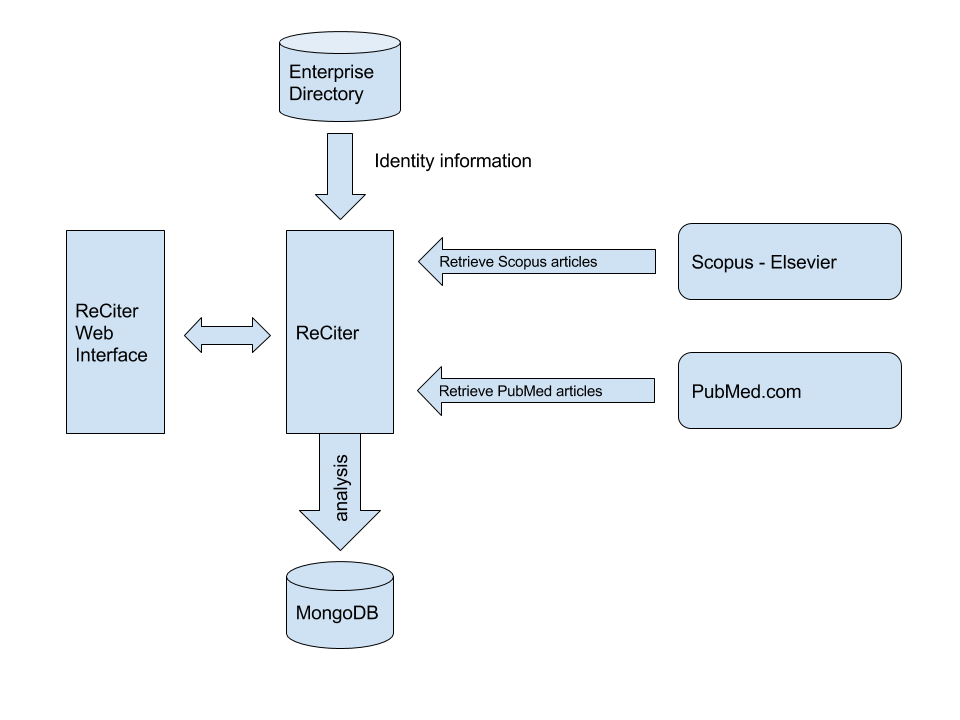 Enterprise
Directory
Identity information
Retrieve Scopus articles
Scopus - Elsevier
ReCiter
Web
Interface
ReCiter
Retrieve PubMed articles
PubMed.com
analysis
MongoDB